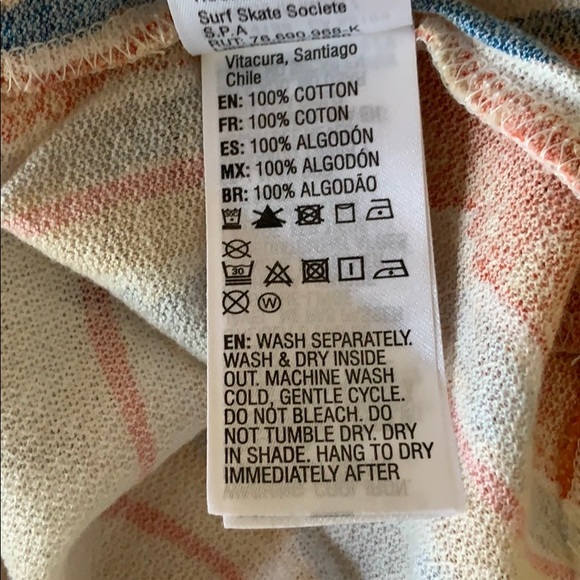 Surf Skate Societe
S.P.A
RUT: 76.690.968-K
Vitacura, Santiago
Chile
EN: 100% COTTON
FR: 100% COTON
ES: 100% ALGODÓN
MX: 100% ALGODÓN
BR: 100% ALGODÃO
30
W
EN: WASH SEPARATELY.
WASH & DRY INSIDE
OUT. MACHINE WASH
COLD, GENTLE CYCLE.
DO NOT BLEACH. DO
NOT TUMBLE DRY. DRY
IN SHADE. HANG TO DRY
IMMEDIATELY AFTER